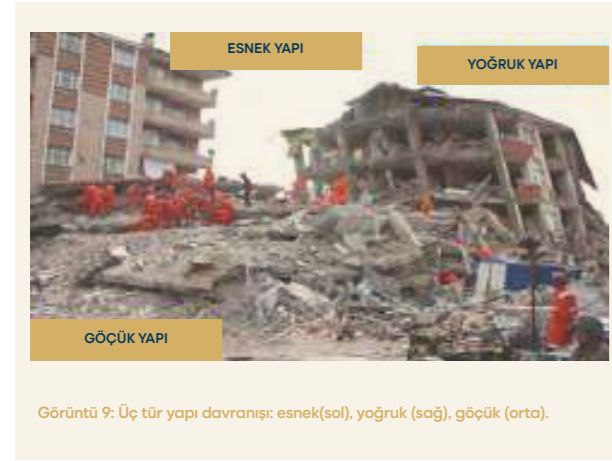 ESNEK YAPI
YOĞRUK YAPI
GÖÇÜK YAPI
Görüntü 9: Üç tür yapı davranışı: esnek(sol), yoğruk (sağ), göçük (orta).